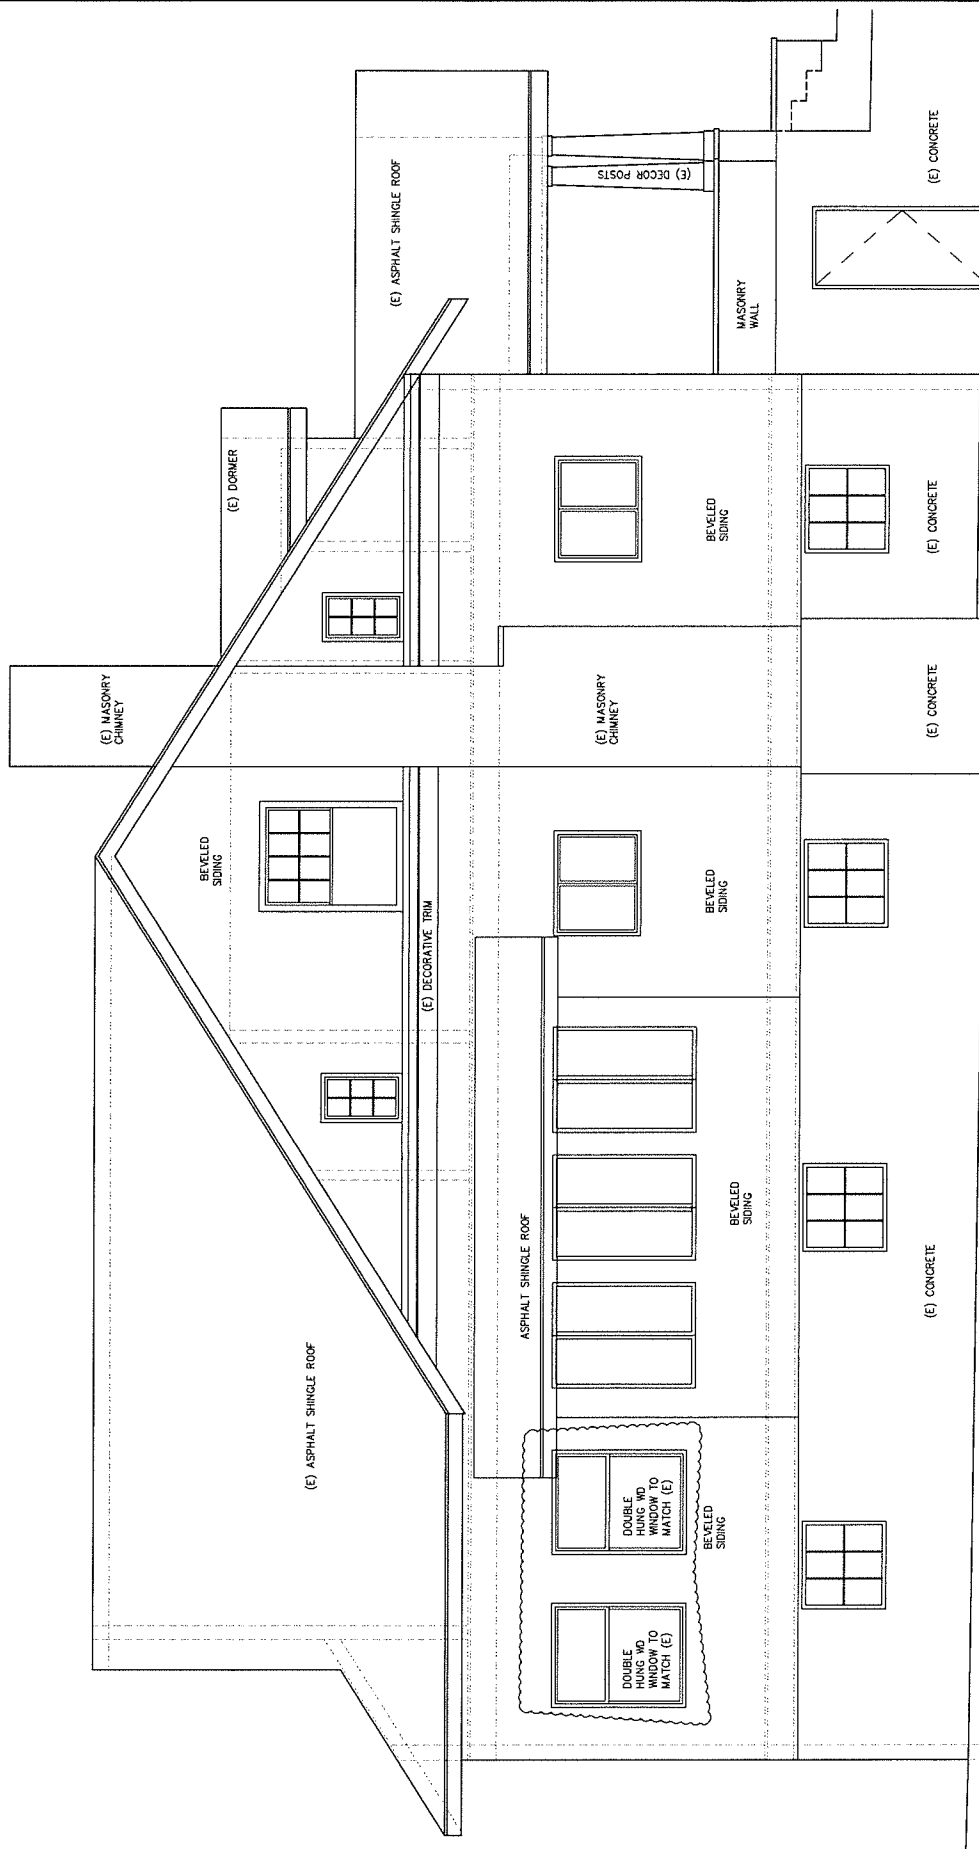 (E) MASONRY
CHIMNEY
(E) DORMER
(E) ASPHALT SHINGLE ROOF
BEVELED
SIDING
(E) ASPHALT SHINGLE ROOF
(E) DECORATIVE TRIM
ASPHALT SHINGLE ROOF
(E) MASONRY
CHIMNEY
(E) DECOR POSTS
DOUBLE
HUNG WD
WINDOW TO
MATCH (E)
DOUBLE
HUNG WD
WINDOW TO
MATCH (E)
BEVELED
SIDING
BEVELED
SIDING
BEVELED
SIDING
BEVELED
SIDING
MASONRY
WALL
(E) CONCRETE
(E) CONCRETE
(E) CONCRETE
(E) CONCRETE